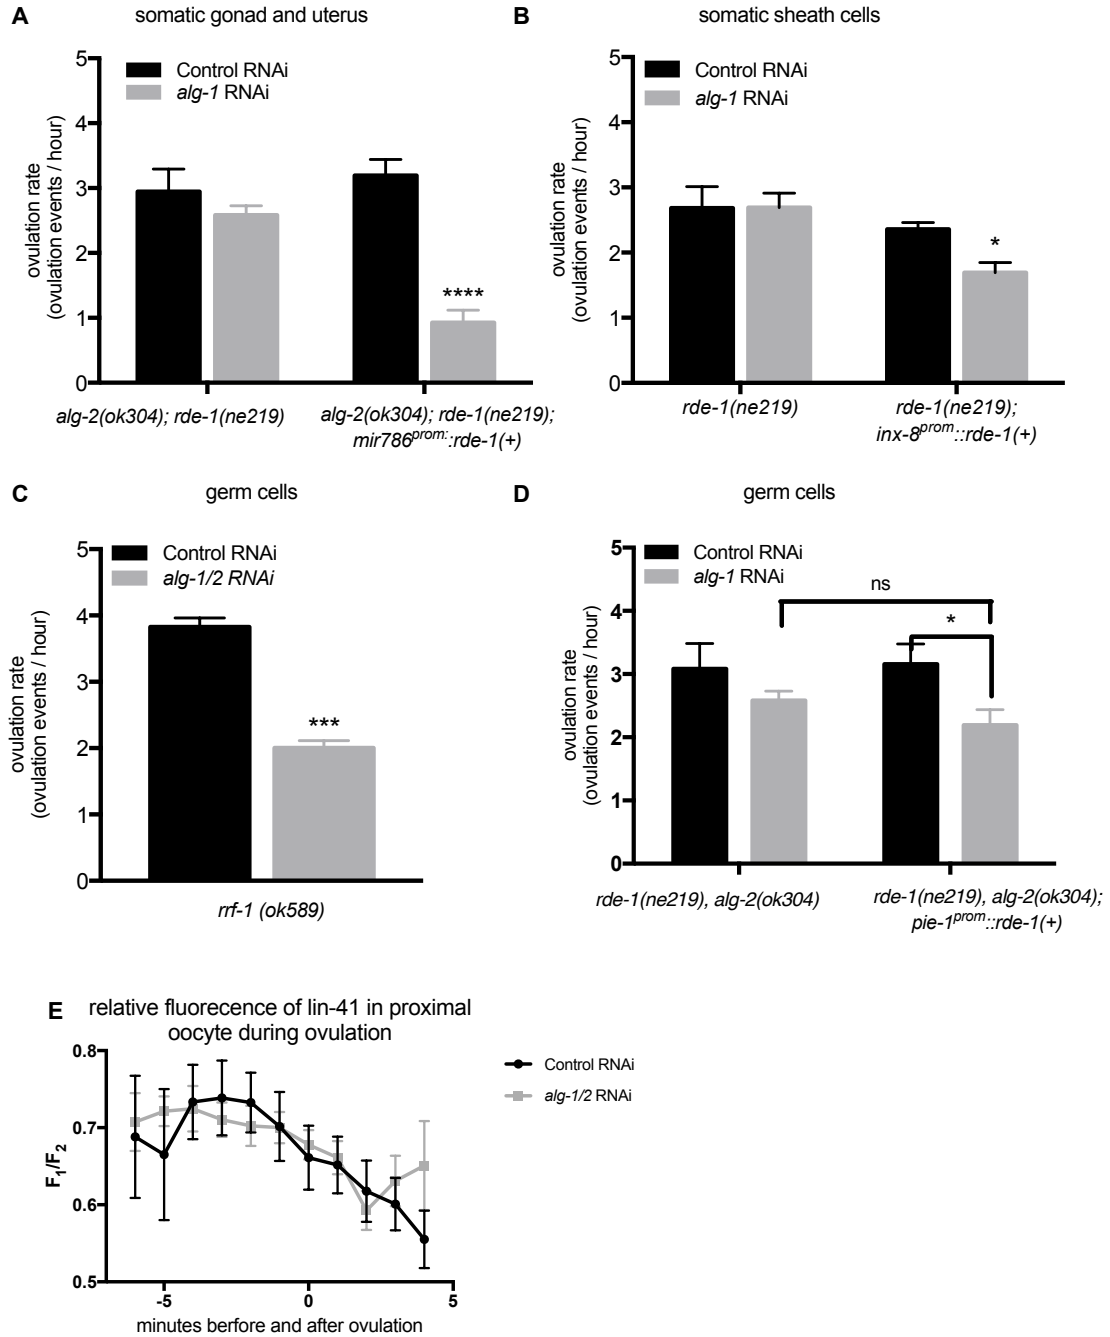 A
somatic gonad and uterus
5
4
3
2
1
0
ovulation rate
(ovulation events / hour)
Control RNAi
alg-1 RNAi
****
alg-2(ok304); rde-1(ne219)
alg-2(ok304); rde-1(ne219);
mir786prom::rde-1(+)
B
somatic sheath cells
5
4
3
2
1
0
ovulation rate
(ovulation events / hour)
Control RNAi
alg-1 RNAi
*
rde-1(ne219)
rde-1(ne219);
inx-8prom::rde-1(+)
C
germ cells
5
4
3
2
1
0
ovulation rate
(ovulation events / hour)
Control RNAi
alg-1/2 RNAi
***
rrf-1 (ok589)
D
germ cells
5
4
3
2
1
0
ovulation rate
(ovulation events / hour)
Control RNAi
alg-1 RNAi
ns
*
rde-1(ne219), alg-2(ok304)
rde-1(ne219), alg-2(ok304);
pie-1prom::rde-1(+)
E
relative fluorecence of lin-41 in proximal
oocyte during ovulation
0.8
0.7
0.6
0.5
F1/F2
-5
0
5
minutes berfore and after ovulation
Control RNAi
alg-1/2 RNAi